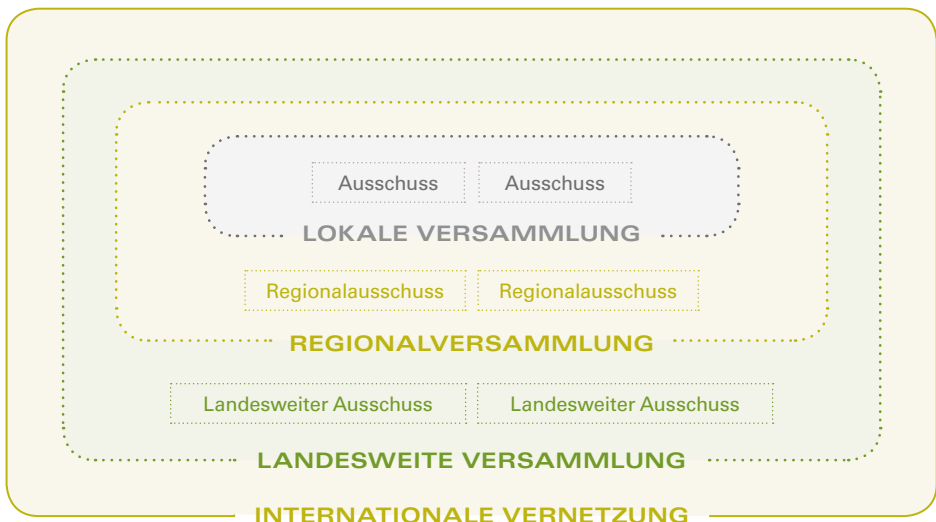 Ausschuss Ausschuss
LOKALE VERSAMMLUNG
Regionalausschuss Regionalausschuss
REGIONALVERSAMMLUNG
Landesweiter Ausschuss Landesweiter Ausschuss
LANDESWEITE VERSAMMLUNG
INTERNATIONALE VERNETZUNG